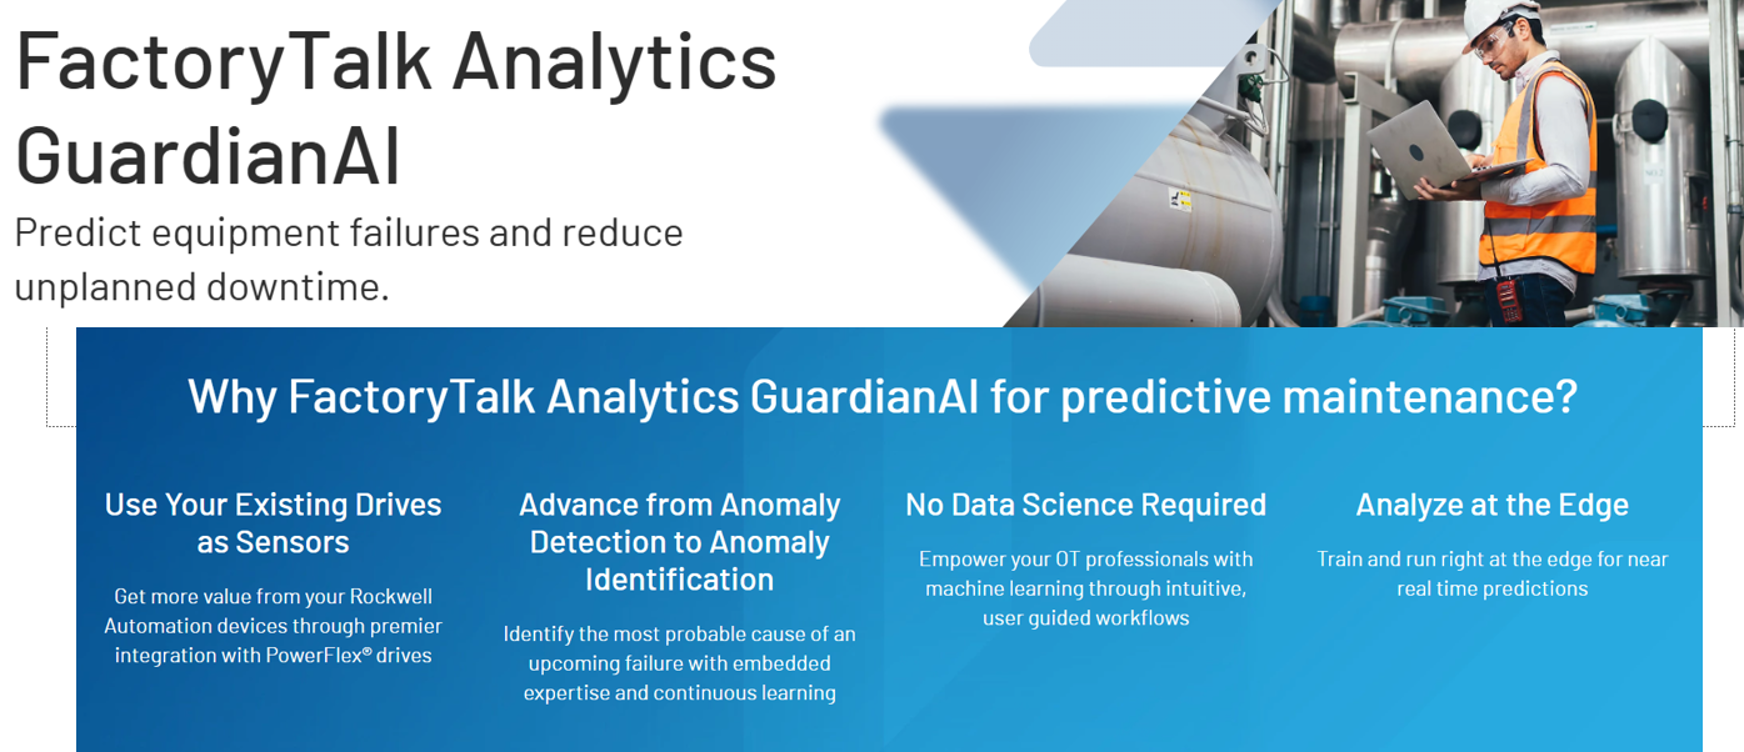 FactoryTalk Analytics
GuardianAI
Predict equipment failures and reduce
unplanned downtime.
Why FactoryTalk Analytics GuardianAI for predictive maintenance?
Use Your Existing Drives
as Sensors
Get more value from your Rockwell
Automation devices through premier
integration with PowerFlex® drives
Advance from Anomaly
Detection to Anomaly
Identification
Identify the most probable cause of an
upcoming failure with embedded
expertise and continuous learning
No Data Science Required
Empower your OT professionals with
machine learning through intuitive,
user guided workflows
Analyze at the Edge
Train and run right at the edge for near
real time predictions